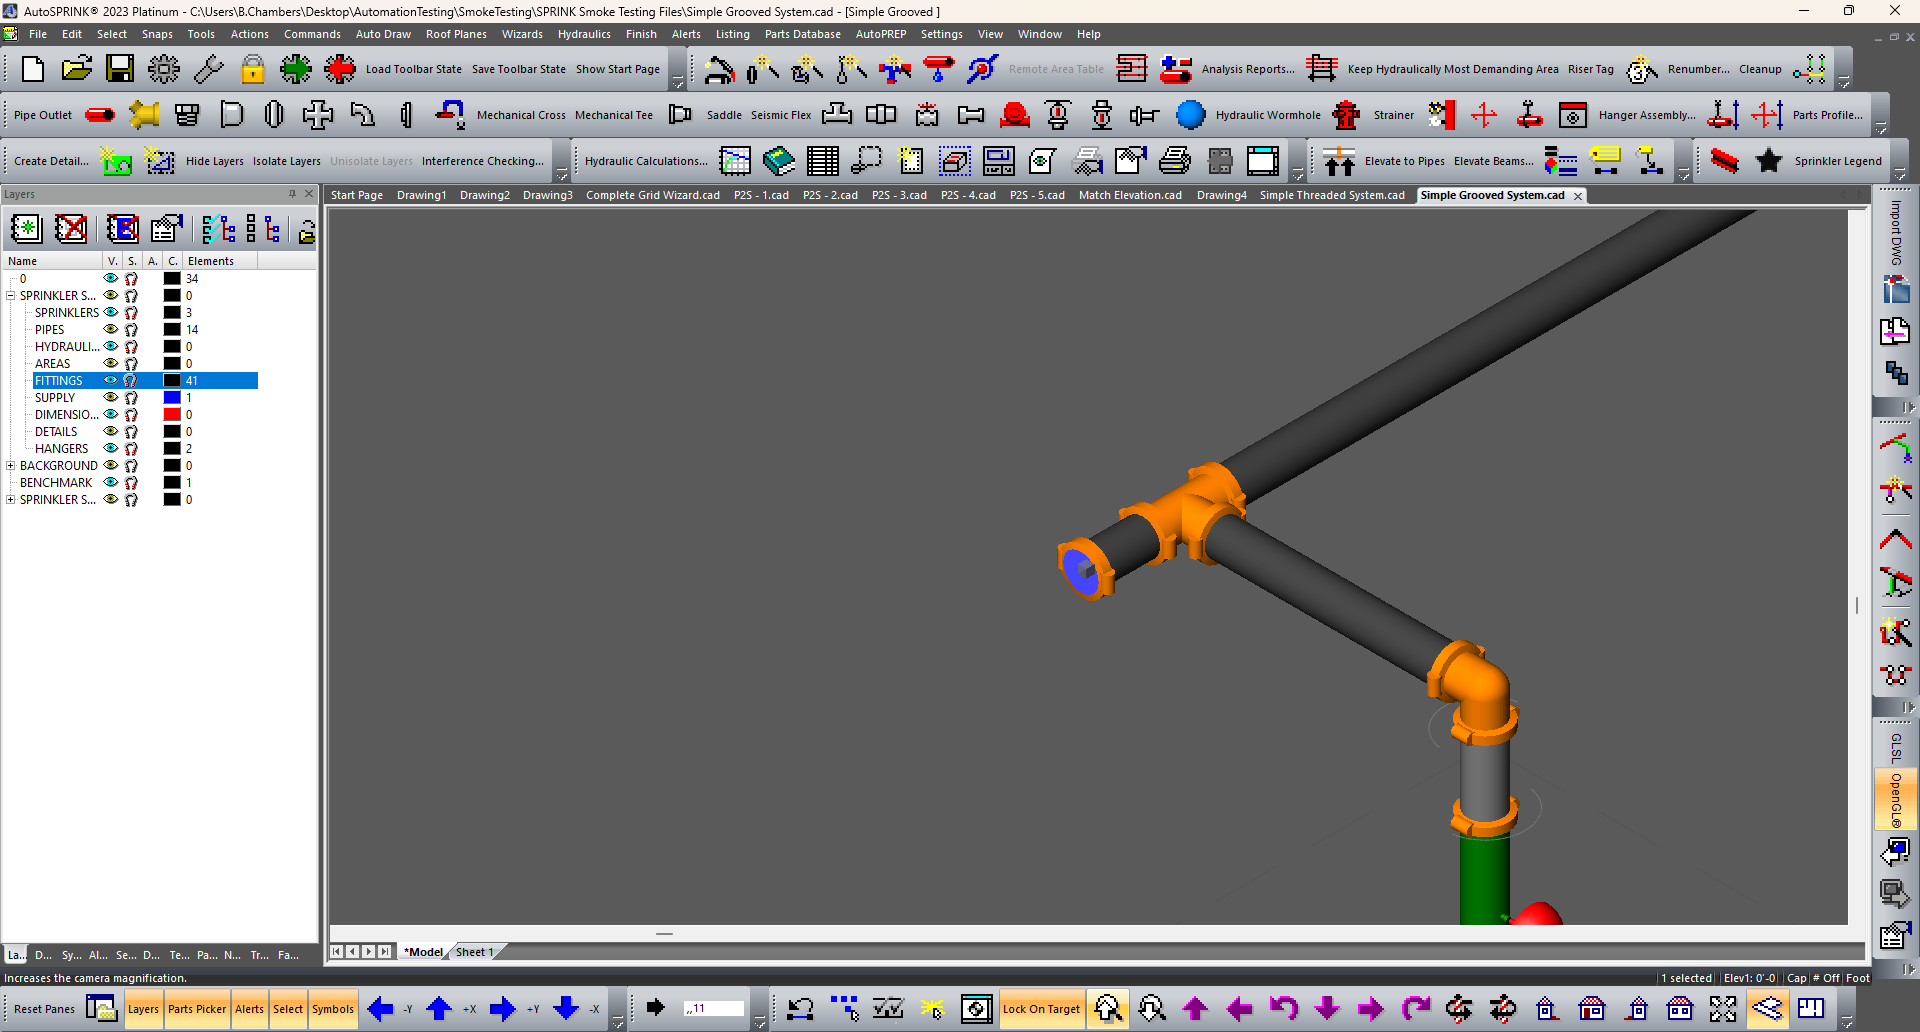 AutoSPRINK® 2023 Platinum - C:\Users\B.Chambers\Desktop\AutomationTesting\SmokeTesting\SPRINK Smoke Testing Files\Simple Grooved System.cad - [Simple Grooved ]
File Edit Select Snaps Tools Actions Commands Auto Draw Roof Planes Wizards Hydraulics Finish Alerts Listing Parts Database AutoPREP Settings View Window Help
Load Toolbar State Save Toolbar State Show Start Page Remote Area Table Analysis Reports... Keep Hydraulically Most Demanding Area Riser Tag Renumber... Cleanup
Pipe Outlet Mechanical Cross Mechanical Tee Saddle Seismic Flex Hydraulic Wormhole Strainer Hanger Assembly... Parts Profile...
Create Detail... Hide Layers Isolate Layers Unisolate Layers Interference Checking... Hydraulic Calculations... Elevate to Pipes Elevate Beams... Sprinkler Legend
Layers
Start Page Drawing1 Drawing2 Drawing3 Complete Grid Wizard.cad P2S - 1.cad P2S - 2.cad P2S - 3.cad P2S - 4.cad P2S - 5.cad Match Elevation.cad Drawing4 Simple Threaded System.cad Simple Grooved System.cad
Name V. S. A. C. Elements
0 34
SPRINKLER S... 0
SPRINKLERS 3
PIPES 14
HYDRAULI... 0
AREAS 0
FITTINGS 41
SUPPLY 1
DIMENSIO... 0
DETAILS 0
HANGERS 2
BACKGROUND 0
BENCHMARK 1
SPRINKLER S... 0
Import DWG
GLSL
OpenGL®
*Model Sheet 1
La... D... Sy... Al... Se... D... Te... Pa... N... Tr... Fa...
Increases the camera magnification.
1 selected Elev1: 0'-0 Cap # Off Foot
Reset Panes Layers Parts Picker Alerts Select Symbols -Y +X +Y -X ,,11 Lock On Target